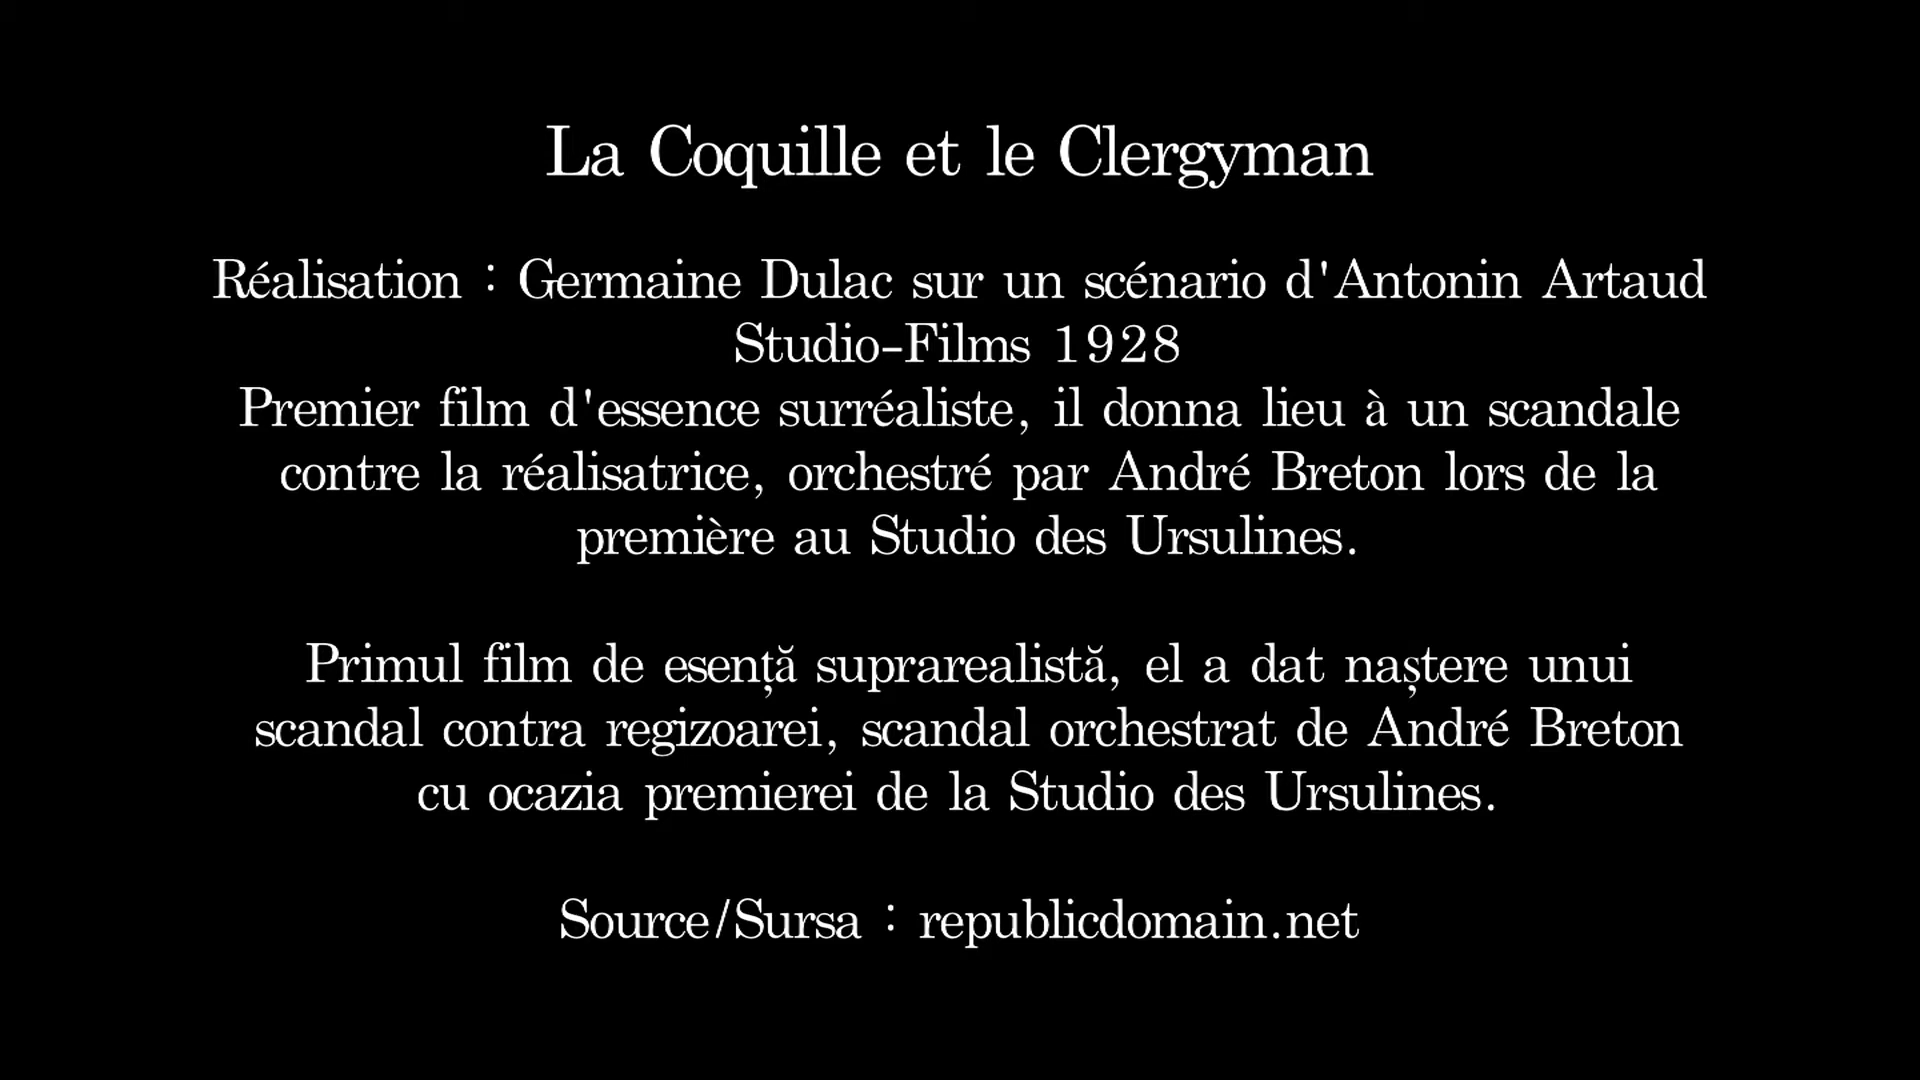 La Coquille et le Clergyman
Réalisation : Germaine Dulac sur un scénario d'Antonin Artaud
Studio-Films 1928
Premier film d'essence surréaliste, il donna lieu à un scandale
contre la réalisatrice, orchestré par André Breton lors de la
première au Studio des Ursulines.
Primul film de esență suprarealistă, el a dat naștere unui
scandal contra regizoarei, scandal orchestrat de André Breton
cu ocazia premierei de la Studio des Ursulines.
Source/Sursa : republicdomain.net